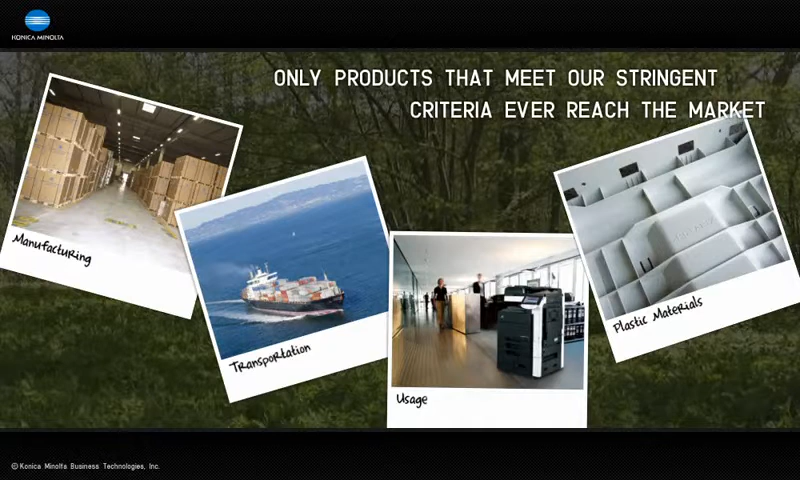 KONICA MINOLTA
ONLY PRODUCTS THAT MEET OUR STRINGENT
CRITERIA EVER REACH THE MARKET
Manufacturing
Transportation
Usage
Plastic Materials
© Konica Minolta Business Technologies, Inc.